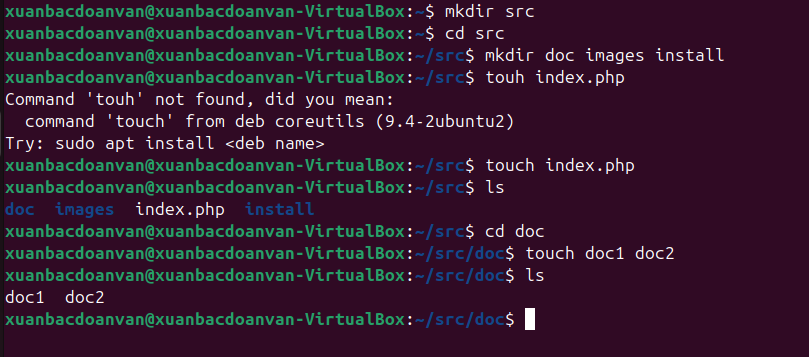 xuanbacdoanvan@xuanbacdoanvan-VirtualBox:~$ mkdir src
xuanbacdoanvan@xuanbacdoanvan-VirtualBox:~$ cd src
xuanbacdoanvan@xuanbacdoanvan-VirtualBox:~/src$ mkdir doc images install
xuanbacdoanvan@xuanbacdoanvan-VirtualBox:~/src$ touh index.php
Command 'touh' not found, did you mean:
  command 'touch' from deb coreutils (9.4-2ubuntu2)
Try: sudo apt install <deb name>
xuanbacdoanvan@xuanbacdoanvan-VirtualBox:~/src$ touch index.php
xuanbacdoanvan@xuanbacdoanvan-VirtualBox:~/src$ ls
doc  images  index.php  install
xuanbacdoanvan@xuanbacdoanvan-VirtualBox:~/src$ cd doc
xuanbacdoanvan@xuanbacdoanvan-VirtualBox:~/src/doc$ touch doc1 doc2
xuanbacdoanvan@xuanbacdoanvan-VirtualBox:~/src/doc$ ls
doc1  doc2
xuanbacdoanvan@xuanbacdoanvan-VirtualBox:~/src/doc$